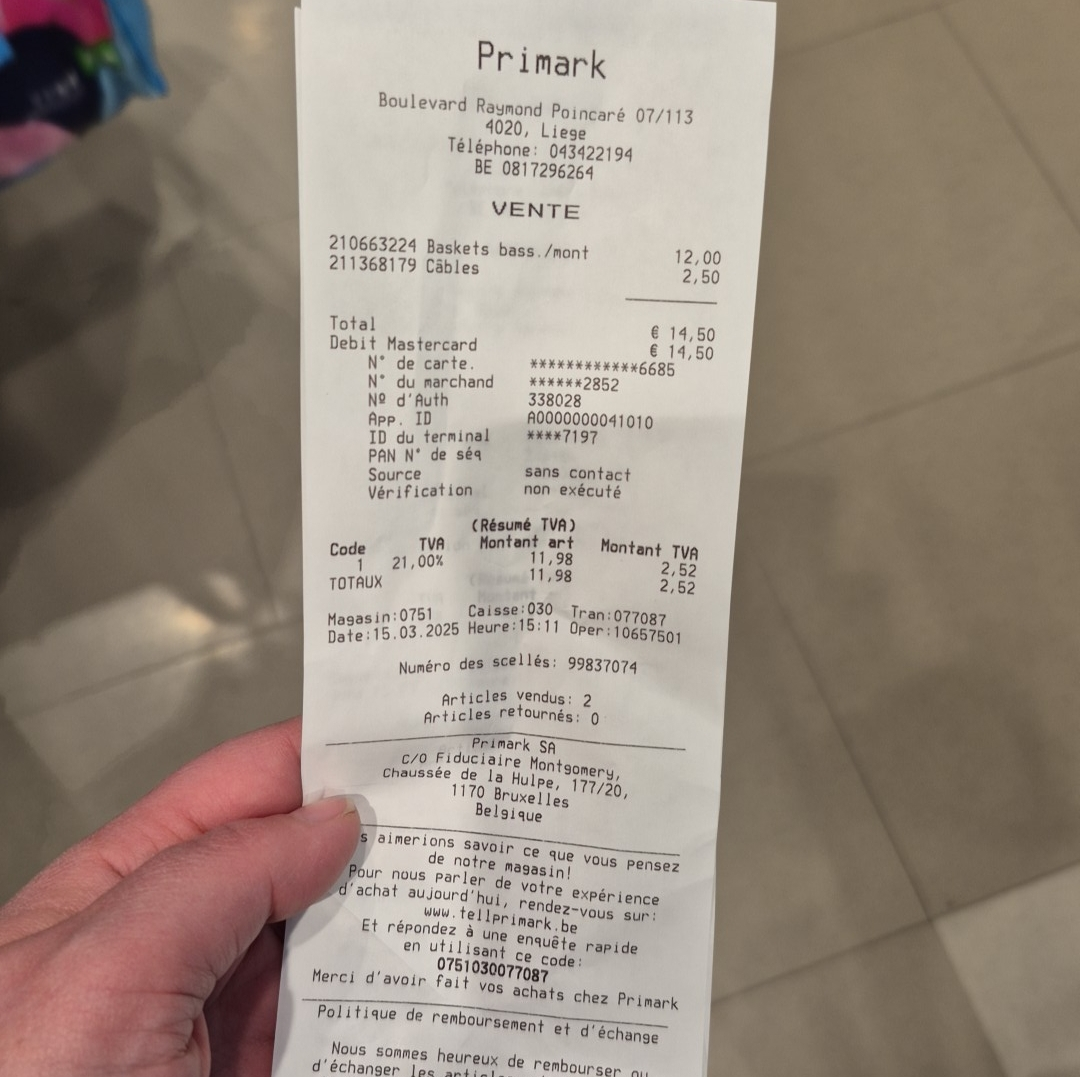 Primark
Boulevard Raymond Poincaré 07/113
4020, Liege
Téléphone: 043422194
BE 0817296264
VENTE
210663224 Baskets bass./mont 12,00
211368179 Câbles 2,50
Total € 14,50
Debit Mastercard € 14,50
N° de carte. ************6685
N° du marchand ******2852
Nº d'Auth 338028
App. ID A0000000041010
ID du terminal ****7197
PAN N° de séq
Source sans contact
Vérification non exécuté
(Résumé TVA)
Code TVA Montant art Montant TVA
1 21,00% 11,98 2,52
TOTAUX 11,98 2,52
Magasin:0751 Caisse:030 Tran:077087
Date:15.03.2025 Heure:15:11 Oper:10657501
Numéro des scellés: 99837074
Articles vendus: 2
Articles retournés: 0
Primark SA
C/O Fiduciaire Montgomery,
Chaussée de la Hulpe, 177/20,
1170 Bruxelles
Belgique
s aimerions savoir ce que vous pensez
de notre magasin!
Pour nous parler de votre expérience
d'achat aujourd'hui, rendez-vous sur:
www.tellprimark.be
Et répondez à une enquête rapide
en utilisant ce code:
0751030077087
Merci d'avoir fait vos achats chez Primark
Politique de remboursement et d'échange
Nous sommes heureux de rembourser ou
d'échanger les